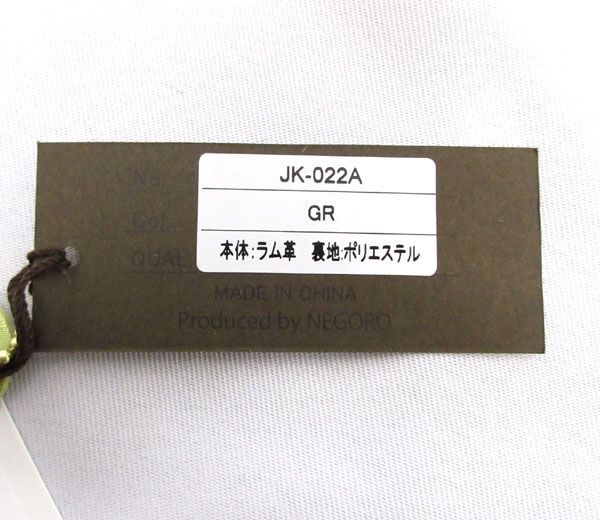 No.
JK-022A
Col.
GR
QUAL
本体:ラム革 裏地:ポリエステル
MADE IN CHINA
Produced by NEGORO